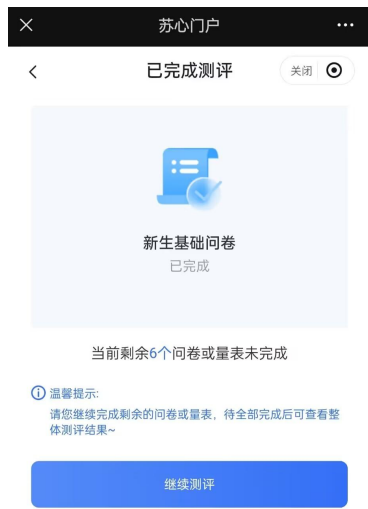 苏心门户
已完成测评
关闭
新生基础问卷
已完成
当前剩余6个问卷或量表未完成
温馨提示:
请您继续完成剩余的问卷或量表，待全部完成后可查看整
体测评结果~
继续测评